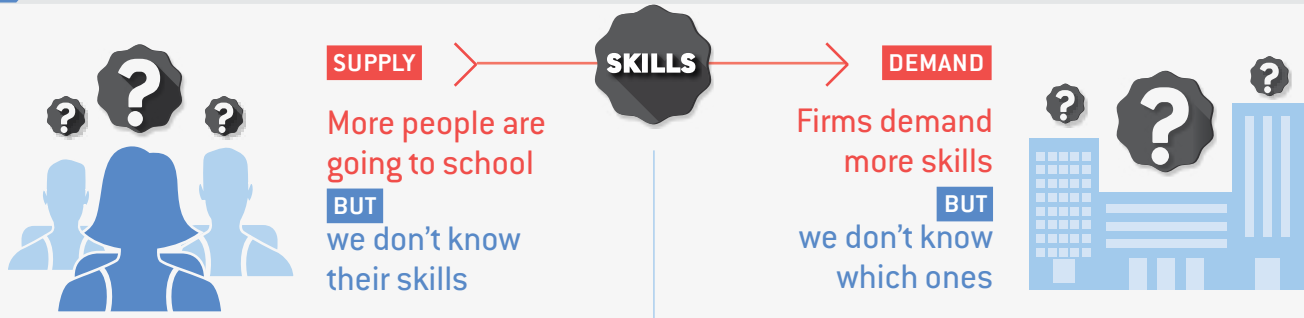 SUPPLY
More people are
going to school
BUT
we don't know
their skills
SKILLS
DEMAND
Firms demand
more skills
BUT
we don't know
which ones
?
?
?
?
?
?